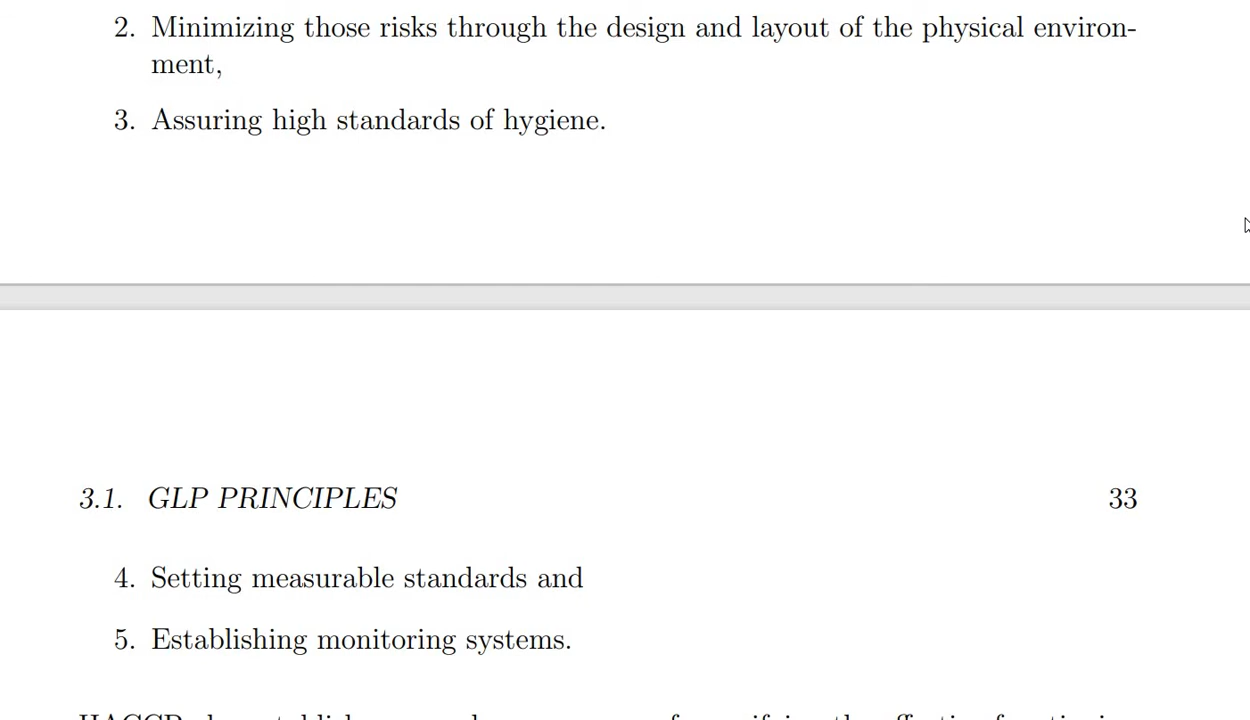 2. Minimizing those risks through the design and layout of the physical environ-
ment,
3. Assuring high standards of hygiene.
3.1. GLP PRINCIPLES 33
4. Setting measurable standards and
5. Establishing monitoring systems.